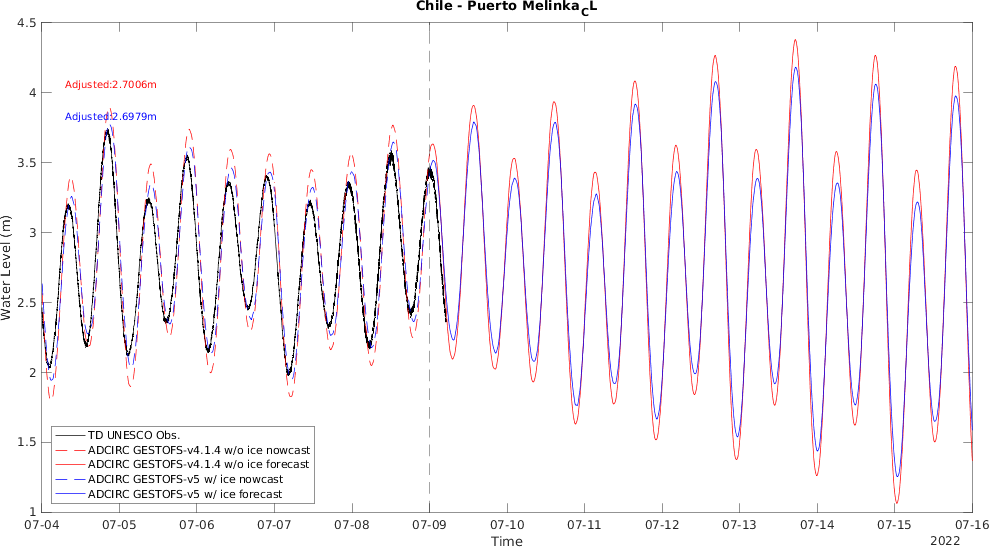 Chile - Puerto MelinkaCL
4.5
4
3.5
3
2.5
2
1.5
1
Water Level (m)
Adjusted:2.7006m
Adjusted:2.6979m
TD UNESCO Obs.
ADCIRC GESTOFS-v4.1.4 w/o ice nowcast
ADCIRC GESTOFS-v4.1.4 w/o ice forecast
ADCIRC GESTOFS-v5 w/ ice nowcast
ADCIRC GESTOFS-v5 w/ ice forecast
07-04 07-05 07-06 07-07 07-08 07-09 07-10 07-11 07-12 07-13 07-14 07-15 07-16
Time
2022